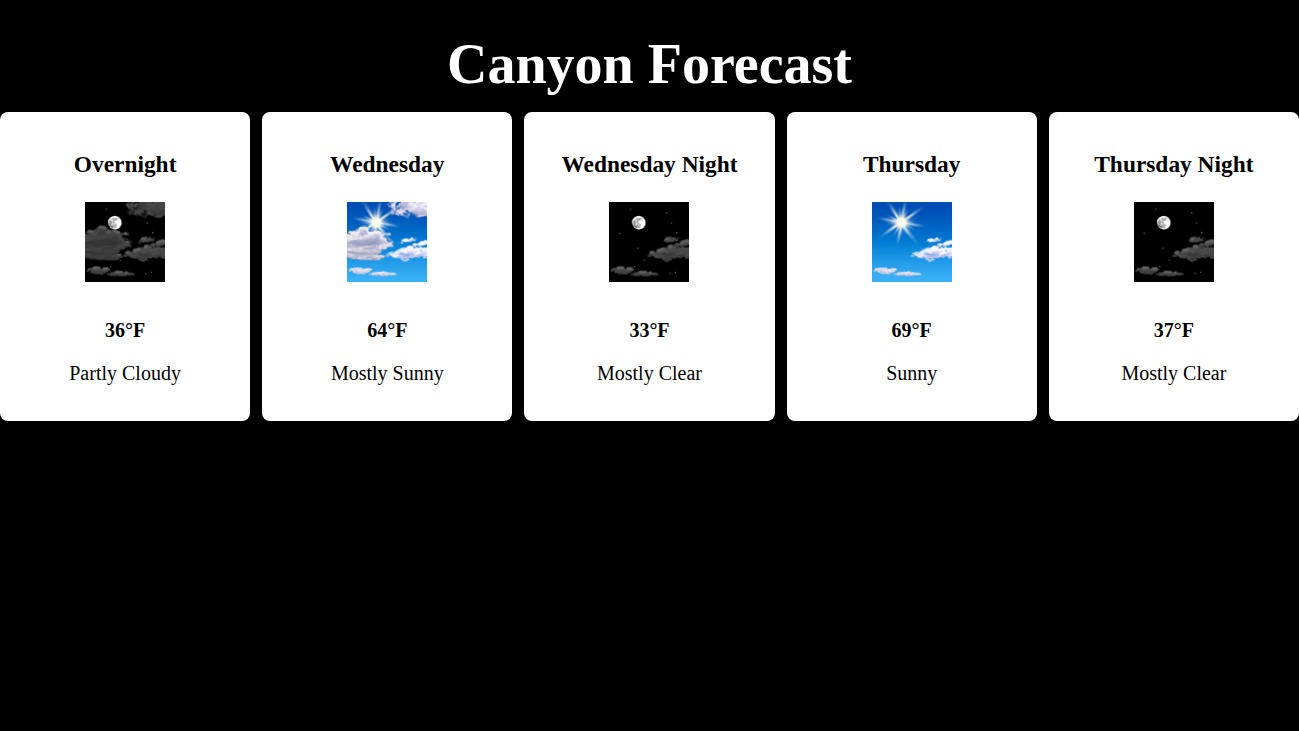 Canyon Forecast
Overnight
36°F
Partly Cloudy
Wednesday
64°F
Mostly Sunny
Wednesday Night
33°F
Mostly Clear
Thursday
69°F
Sunny
Thursday Night
37°F
Mostly Clear